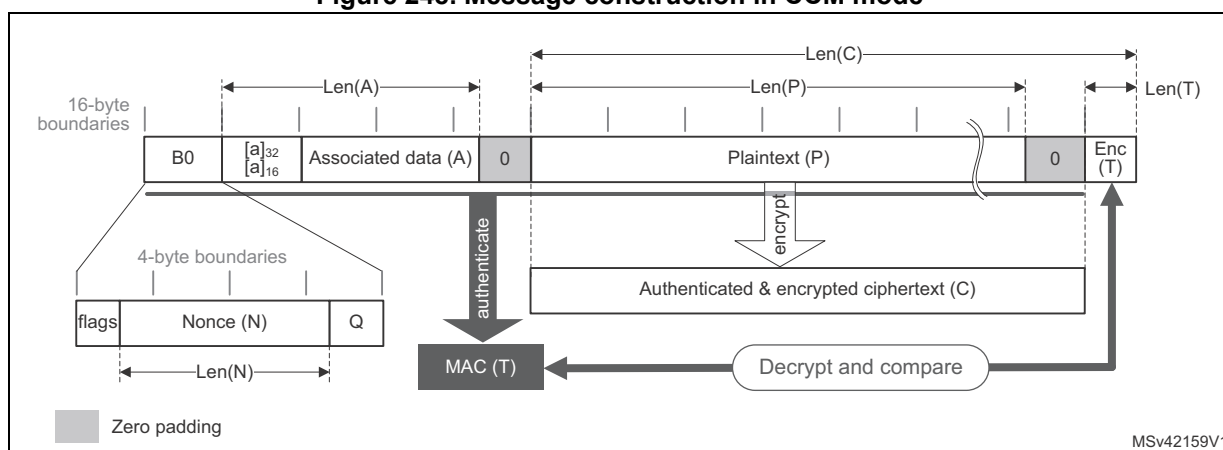 Message construction in CCM mode
Len(C)
Len(A)
Len(P)
Len(T)
16-byte
boundaries
B0
[a]32
[a]16
Associated data (A)
0
Plaintext (P)
0
Enc
(T)
authenticate
encrypt
4-byte boundaries
Authenticated & encrypted ciphertext (C)
flags
Nonce (N)
Q
Len(N)
MAC (T)
Decrypt and compare
Zero padding
MSv42159V1